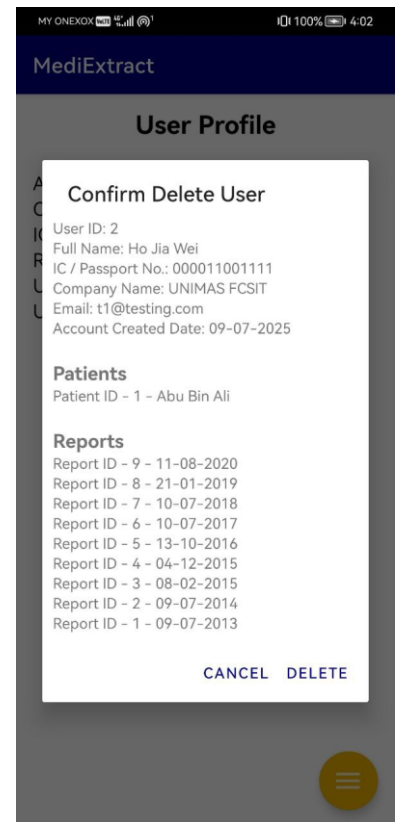 MY ONEXOX VoLTE 4G 1 100% 4:02
MediExtract
User Profile
Confirm Delete User
User ID: 2
Full Name: Ho Jia Wei
IC / Passport No.: 000011001111
Company Name: UNIMAS FCSIT
Email: t1@testing.com
Account Created Date: 09-07-2025
Patients
Patient ID - 1 - Abu Bin Ali
Reports
Report ID - 9 - 11-08-2020
Report ID - 8 - 21-01-2019
Report ID - 7 - 10-07-2018
Report ID - 6 - 10-07-2017
Report ID - 5 - 13-10-2016
Report ID - 4 - 04-12-2015
Report ID - 3 - 08-02-2015
Report ID - 2 - 09-07-2014
Report ID - 1 - 09-07-2013
CANCEL DELETE